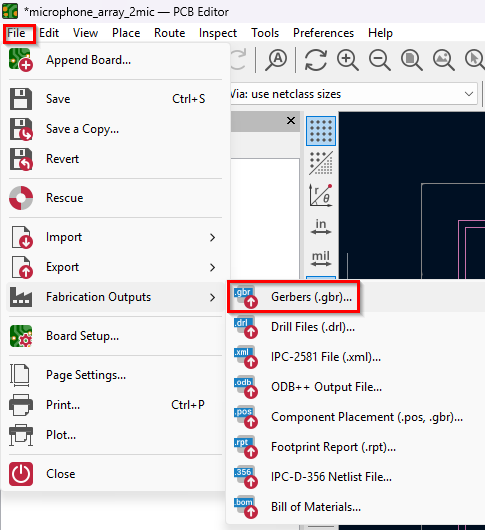 *microphone_array_2mic — PCB Editor
File Edit View Place Route Inspect Tools Preferences Help
Append Board...
Save Ctrl+S
Save a Copy...
Revert
Rescue
Import
Export
Fabrication Outputs
Board Setup...
Page Settings...
Print... Ctrl+P
Plot...
Close
Via: use netclass sizes
r
θ
in
mil
.gbr Gerbers (.gbr)...
.drl Drill Files (.drl)...
.xml IPC-2581 File (.xml)...
.odb ODB++ Output File...
.pos Component Placement (.pos, .gbr)...
.rpt Footprint Report (.rpt)...
.356 IPC-D-356 Netlist File...
.bom Bill of Materials...